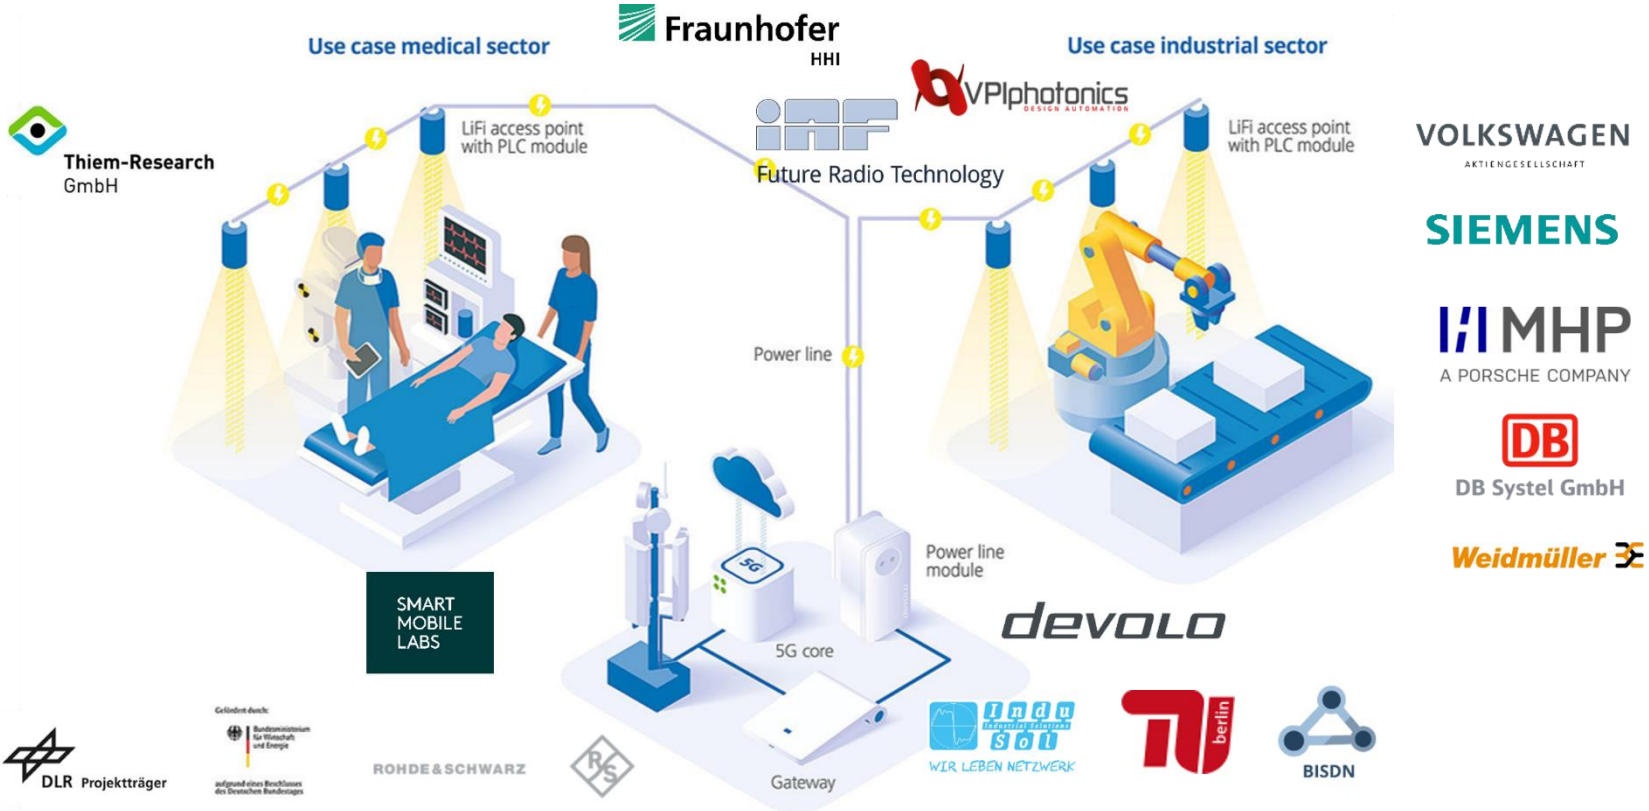 Fraunhofer
HHI
Use case medical sector
Use case industrial sector
VPIphotonics
DESIGN AUTOMATION
iAF
Future Radio Technology
LiFi access point
with PLC module
LiFi access point
with PLC module
Thiem-Research
GmbH
VOLKSWAGEN
AKTIENGESELLSCHAFT
SIEMENS
MHP
A PORSCHE COMPANY
DB
DB Systel GmbH
Weidmüller
Power line
5G
Power line
module
devolo
SMART
MOBILE
LABS
5G core
Gateway
Indu
Industrial Solutions
Sol
WIR LEBEN NETZWERK
berlin
BISDN
DLR Projektträger
Gefördert durch:
Bundesministerium
für Wirtschaft
und Energie
aufgrund eines Beschlusses
des Deutschen Bundestages
ROHDE&SCHWARZ
R/S